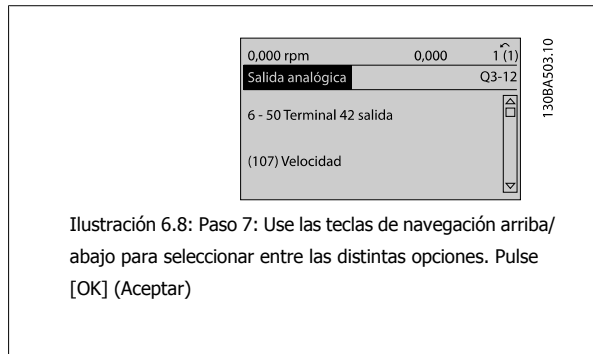 0,000 rpm 0,000 1 (1)
Salida analógica Q3-12
6 - 50 Terminal 42 salida
(107) Velocidad
130BA503.10
Ilustración 6.8: Paso 7: Use las teclas de navegación arriba/
abajo para seleccionar entre las distintas opciones. Pulse
[OK] (Aceptar)